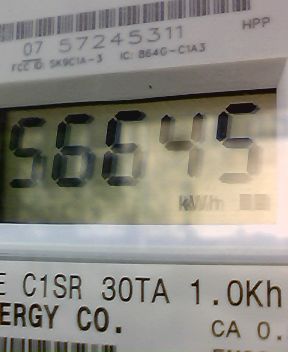 07 57245311
HPP
FCC ID: SK9C1A-3 IC: 864G-C1A3
56645
kWh
E C1SR 30TA 1.0Kh
ERGY CO.
CA 0.